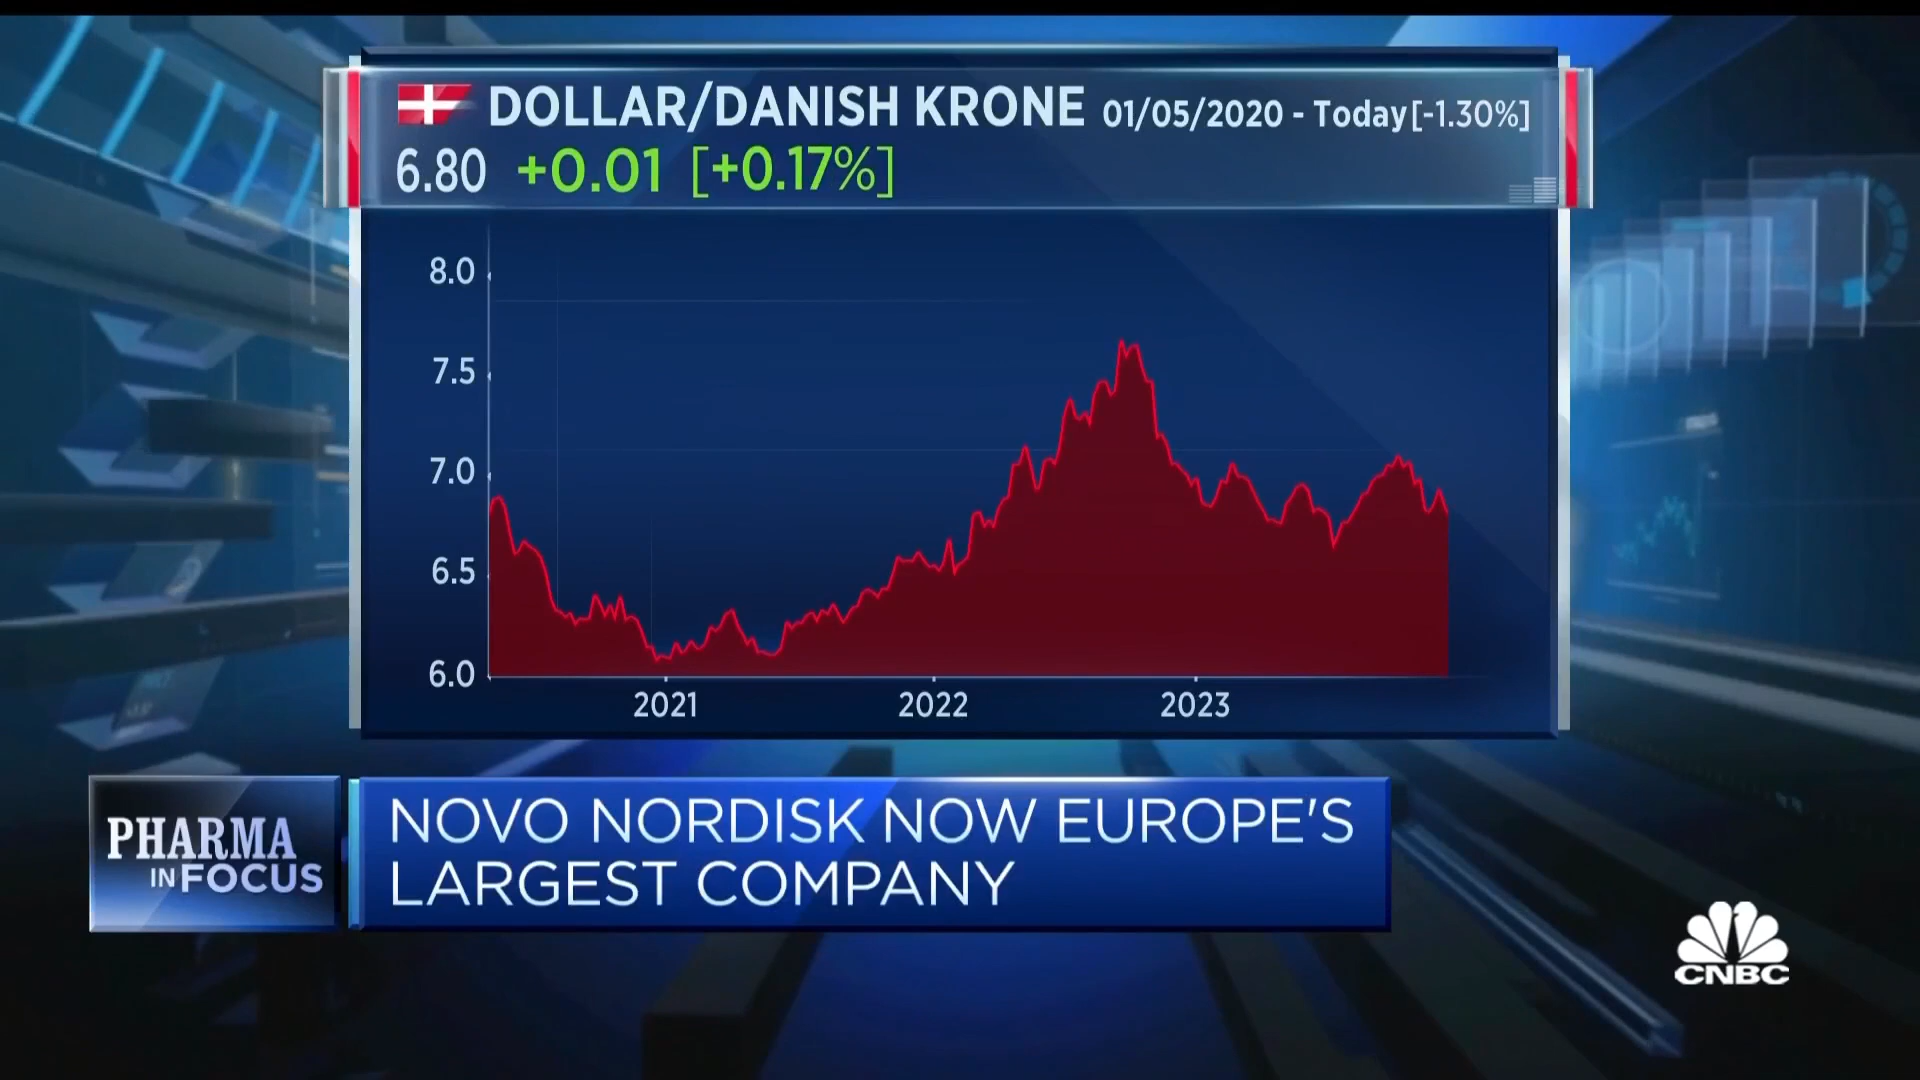 DOLLAR/DANISH KRONE 01/05/2020 - Today[-1.30%]
6.80 +0.01 [+0.17%]
8.0
7.5
7.0
6.5
6.0
2021 2022 2023
PHARMA
IN FOCUS
NOVO NORDISK NOW EUROPE'S
LARGEST COMPANY
CNBC